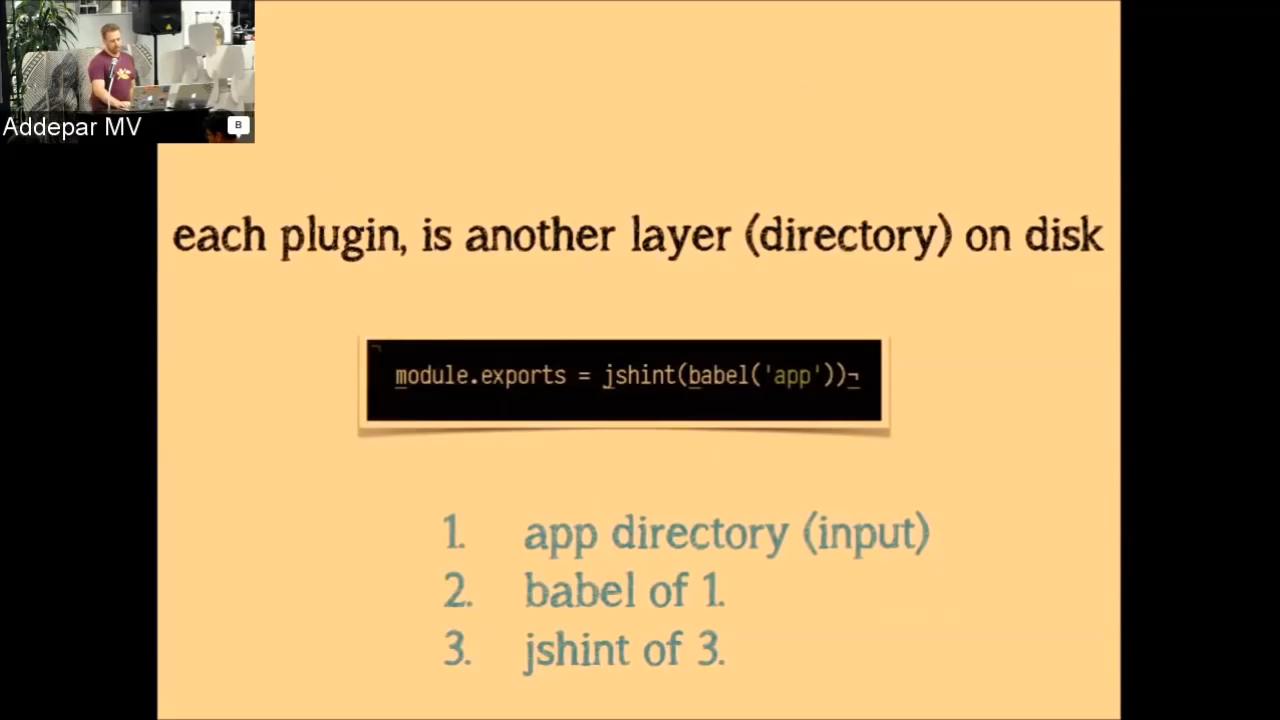 Addepar MV
B
each plugin, is another layer (directory) on disk
module.exports = jshint(babel('app'))¬
1. app directory (input)
2. babel of 1.
3. jshint of 3.